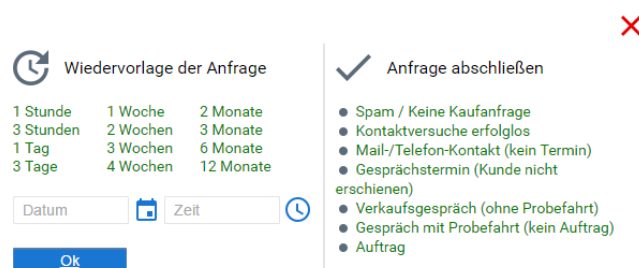 Wiedervorlage der Anfrage
1 Stunde 1 Woche 2 Monate
3 Stunden 2 Wochen 3 Monate
1 Tag 3 Wochen 6 Monate
3 Tage 4 Wochen 12 Monate
Datum Zeit
Ok
Anfrage abschließen
Spam / Keine Kaufanfrage
Kontaktversuche erfolglos
Mail-/Telefon-Kontakt (kein Termin)
Gesprächstermin (Kunde nicht
erschienen)
Verkaufsgespräch (ohne Probefahrt)
Gespräch mit Probefahrt (kein Auftrag)
Auftrag